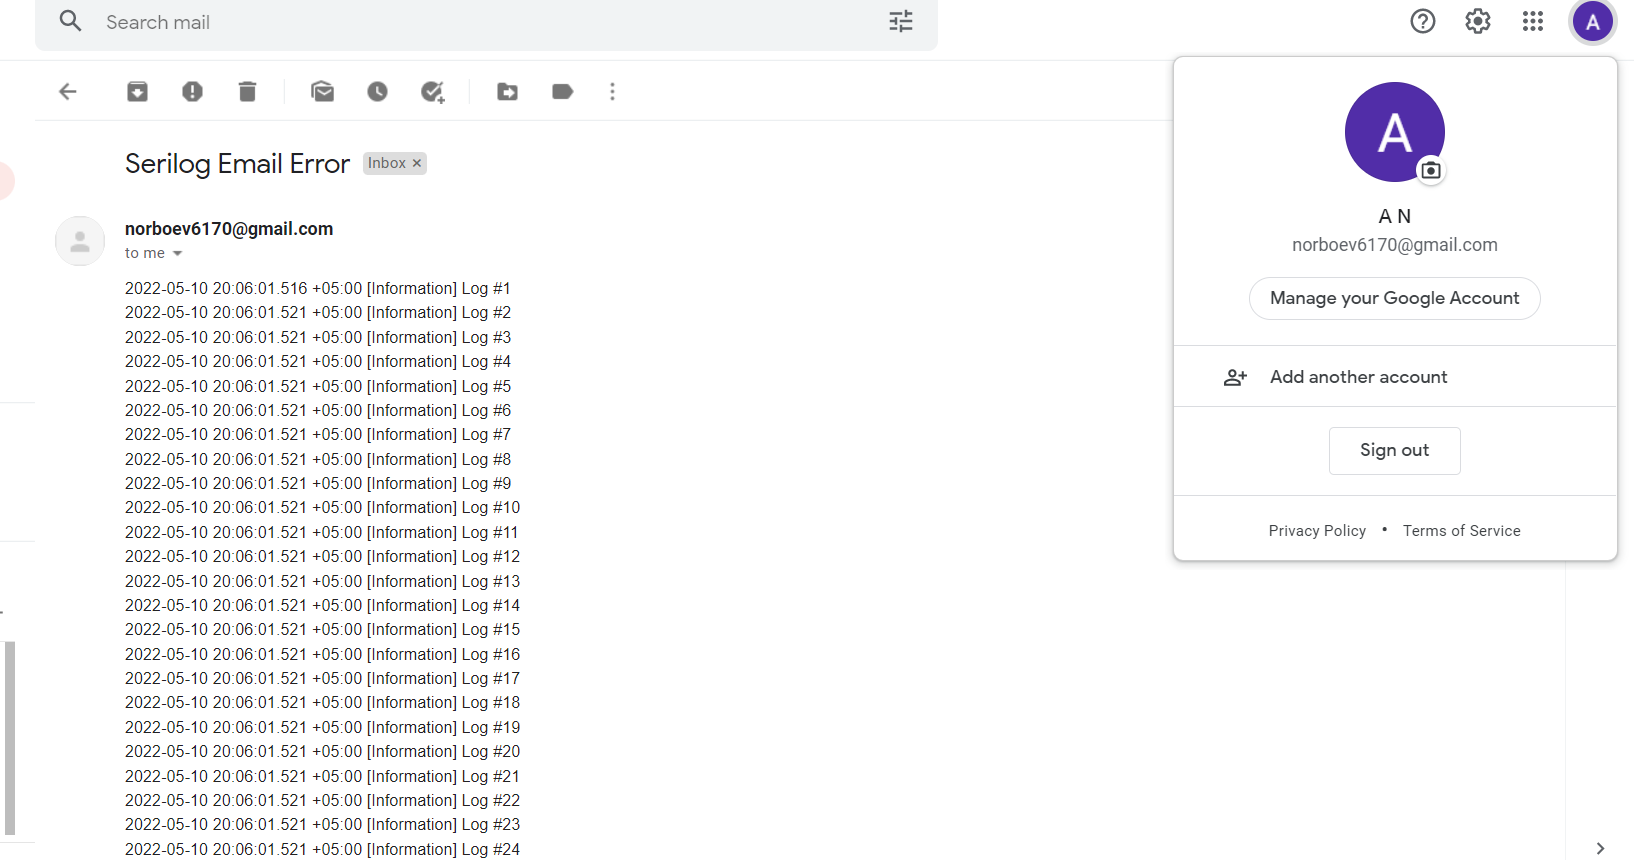 Search mail
A
Serilog Email Error Inbox ×
norboev6170@gmail.com
to me
2022-05-10 20:06:01.516 +05:00 [Information] Log #1
2022-05-10 20:06:01.521 +05:00 [Information] Log #2
2022-05-10 20:06:01.521 +05:00 [Information] Log #3
2022-05-10 20:06:01.521 +05:00 [Information] Log #4
2022-05-10 20:06:01.521 +05:00 [Information] Log #5
2022-05-10 20:06:01.521 +05:00 [Information] Log #6
2022-05-10 20:06:01.521 +05:00 [Information] Log #7
2022-05-10 20:06:01.521 +05:00 [Information] Log #8
2022-05-10 20:06:01.521 +05:00 [Information] Log #9
2022-05-10 20:06:01.521 +05:00 [Information] Log #10
2022-05-10 20:06:01.521 +05:00 [Information] Log #11
2022-05-10 20:06:01.521 +05:00 [Information] Log #12
2022-05-10 20:06:01.521 +05:00 [Information] Log #13
2022-05-10 20:06:01.521 +05:00 [Information] Log #14
2022-05-10 20:06:01.521 +05:00 [Information] Log #15
2022-05-10 20:06:01.521 +05:00 [Information] Log #16
2022-05-10 20:06:01.521 +05:00 [Information] Log #17
2022-05-10 20:06:01.521 +05:00 [Information] Log #18
2022-05-10 20:06:01.521 +05:00 [Information] Log #19
2022-05-10 20:06:01.521 +05:00 [Information] Log #20
2022-05-10 20:06:01.521 +05:00 [Information] Log #21
2022-05-10 20:06:01.521 +05:00 [Information] Log #22
2022-05-10 20:06:01.521 +05:00 [Information] Log #23
2022-05-10 20:06:01.521 +05:00 [Information] Log #24
A
A N
norboev6170@gmail.com
Manage your Google Account
Add another account
Sign out
Privacy Policy • Terms of Service